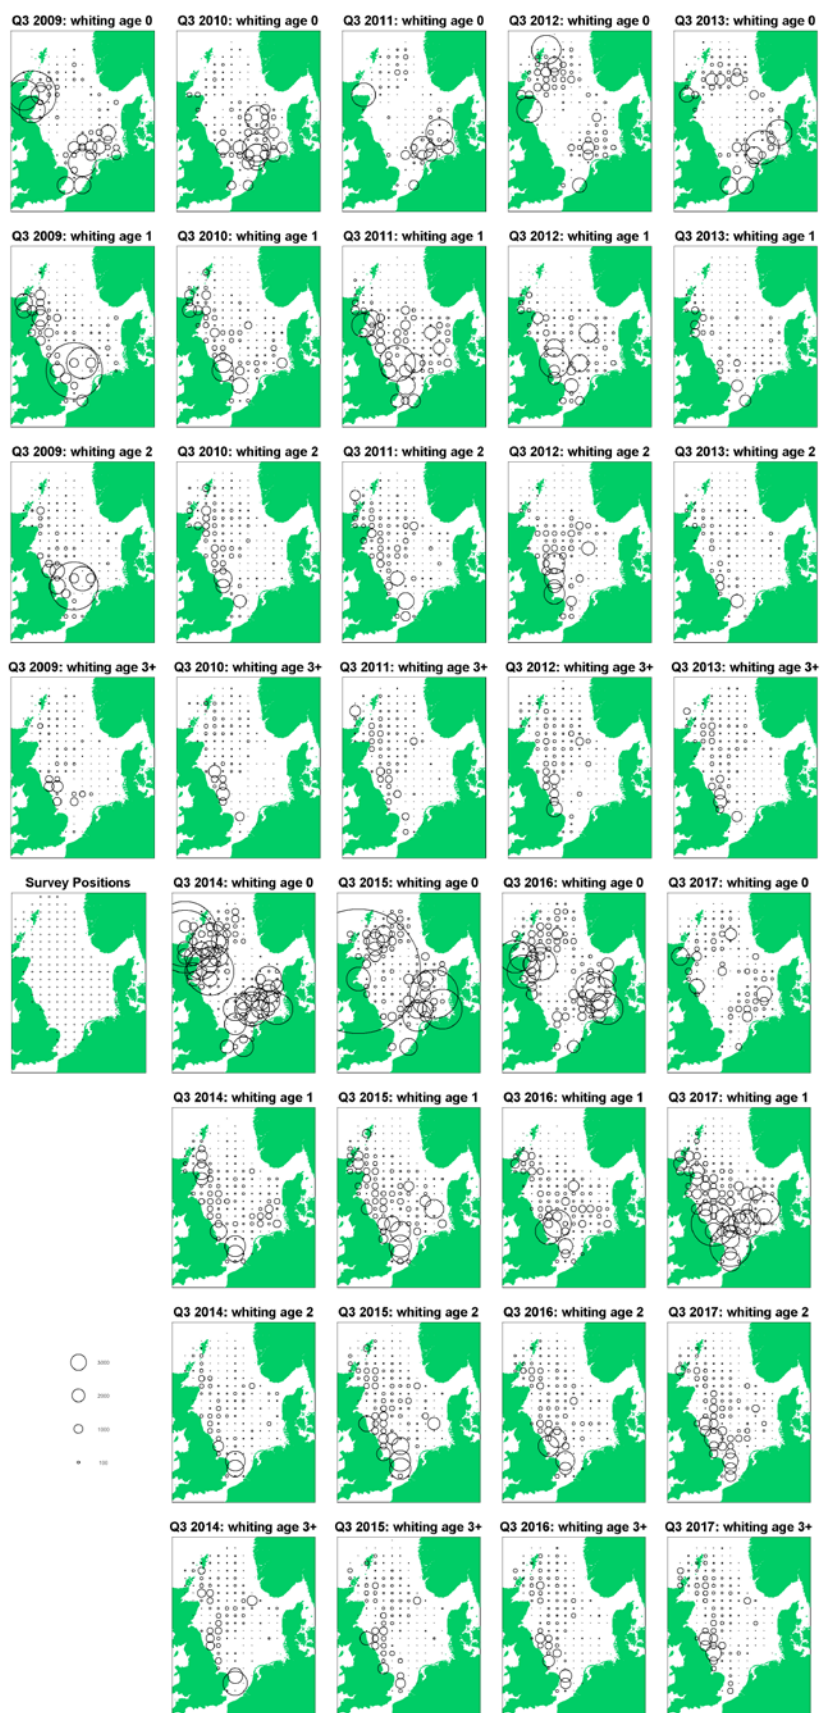 Q3 2009: whiting age 0 Q3 2010: whiting age 0 Q3 2011: whiting age 0 Q3 2012: whiting age 0 Q3 2013: whiting age 0
Q3 2009: whiting age 1 Q3 2010: whiting age 1 Q3 2011: whiting age 1 Q3 2012: whiting age 1 Q3 2013: whiting age 1
Q3 2009: whiting age 2 Q3 2010: whiting age 2 Q3 2011: whiting age 2 Q3 2012: whiting age 2 Q3 2013: whiting age 2
Q3 2009: whiting age 3+ Q3 2010: whiting age 3+ Q3 2011: whiting age 3+ Q3 2012: whiting age 3+ Q3 2013: whiting age 3+
Survey Positions Q3 2014: whiting age 0 Q3 2015: whiting age 0 Q3 2016: whiting age 0 Q3 2017: whiting age 0
Q3 2014: whiting age 1 Q3 2015: whiting age 1 Q3 2016: whiting age 1 Q3 2017: whiting age 1
Q3 2014: whiting age 2 Q3 2015: whiting age 2 Q3 2016: whiting age 2 Q3 2017: whiting age 2
3000
2000
1000
100
Q3 2014: whiting age 3+ Q3 2015: whiting age 3+ Q3 2016: whiting age 3+ Q3 2017: whiting age 3+